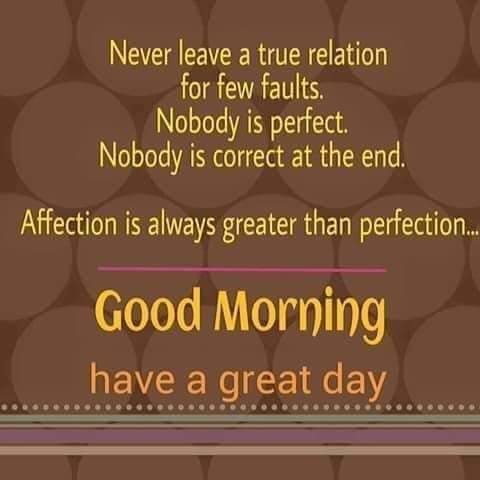 Never leave a true relation
for few faults.
Nobody is perfect.
Nobody is correct at the end.
Affection is always greater than perfection...
Good Morning
have a great day